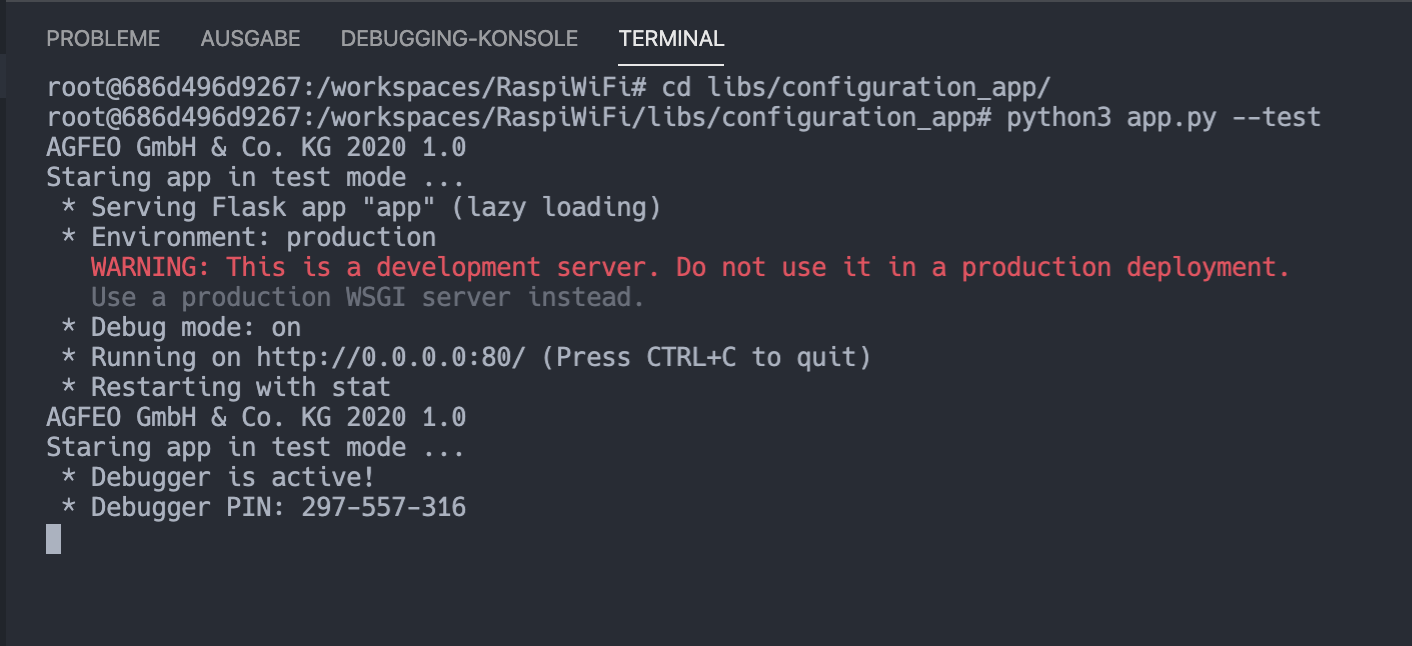 PROBLEME AUSGABE DEBUGGING-KONSOLE TERMINAL
root@686d496d9267:/workspaces/RaspiWiFi# cd libs/configuration_app/
root@686d496d9267:/workspaces/RaspiWiFi/libs/configuration_app# python3 app.py --test
AGFEO GmbH & Co. KG 2020 1.0
Staring app in test mode ...
 * Serving Flask app "app" (lazy loading)
 * Environment: production
   WARNING: This is a development server. Do not use it in a production deployment.
   Use a production WSGI server instead.
 * Debug mode: on
 * Running on http://0.0.0.0:80/ (Press CTRL+C to quit)
 * Restarting with stat
AGFEO GmbH & Co. KG 2020 1.0
Staring app in test mode ...
 * Debugger is active!
 * Debugger PIN: 297-557-316